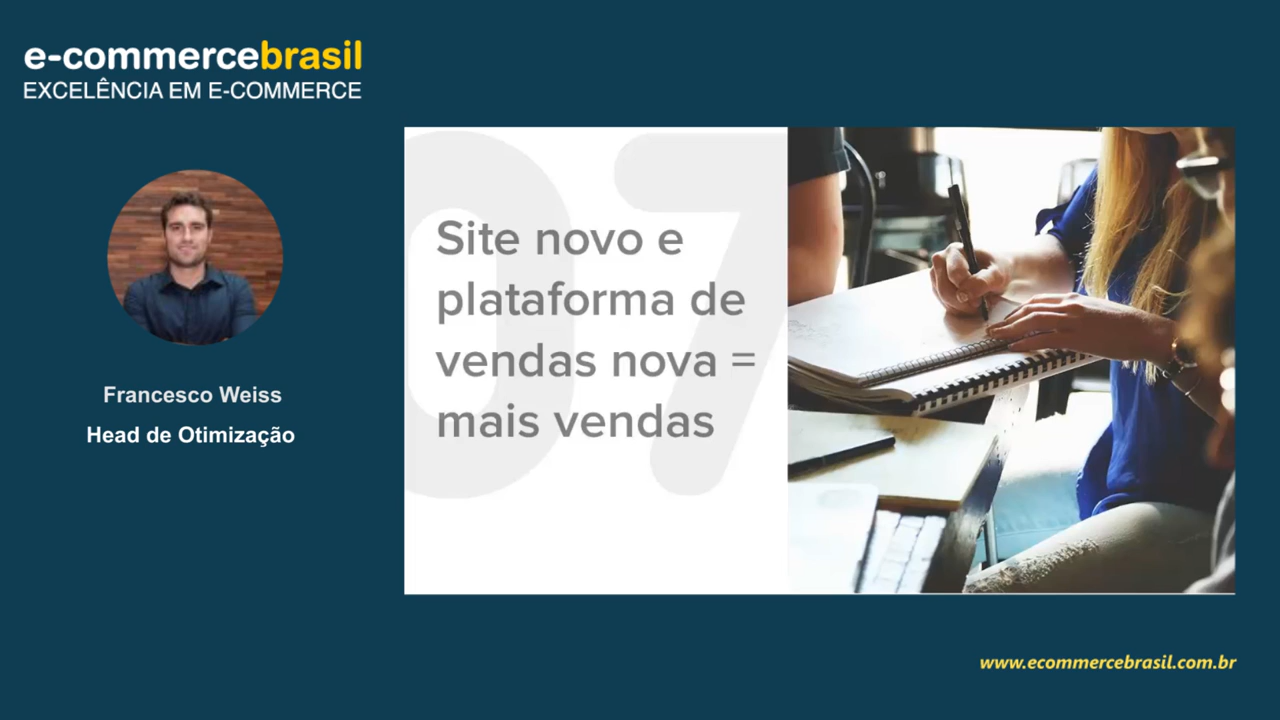 e-commercebrasil
EXCELÊNCIA EM E-COMMERCE
Francesco Weiss
Head de Otimização
07
Site novo e
plataforma de
vendas nova =
mais vendas
www.ecommercebrasil.com.br